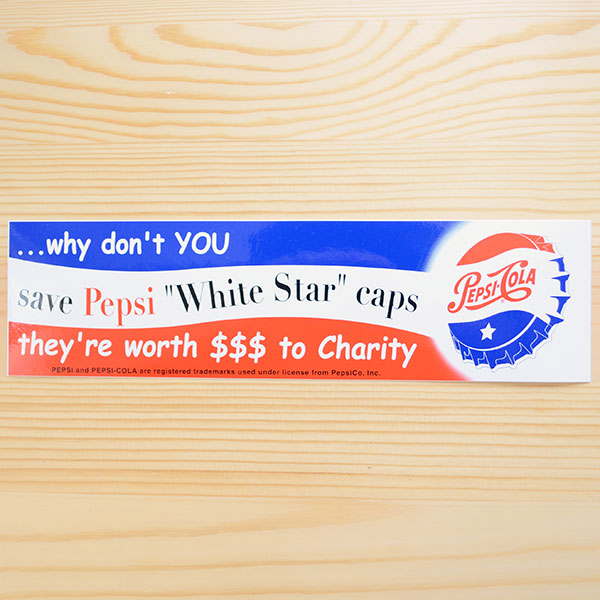 ...why don't YOU
save Pepsi "White Star" caps
they're worth $$$ to Charity
PEPSI and PEPSI-COLA are registered trademarks used under license from PepsiCo, Inc.
PEPSI-COLA